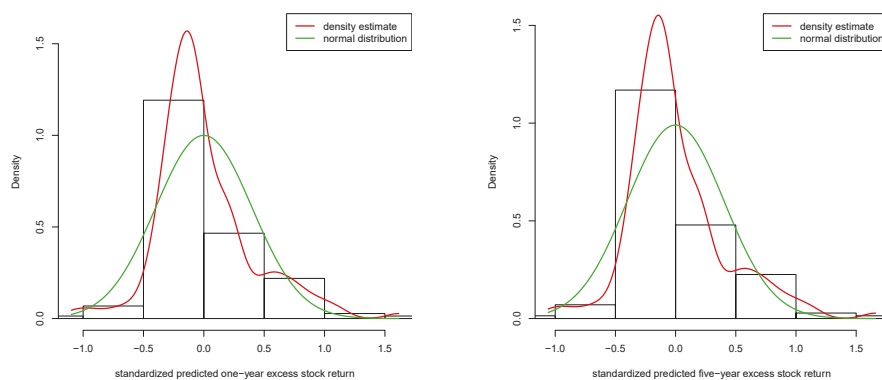 density estimate
normal distribution
1.5
1.0
0.5
0.0
Density
−1.0 −0.5 0.0 0.5 1.0 1.5
standardized predicted one−year excess stock return
density estimate
normal distribution
1.5
1.0
0.5
0.0
Density
−1.0 −0.5 0.0 0.5 1.0 1.5
standardized predicted five−year excess stock return